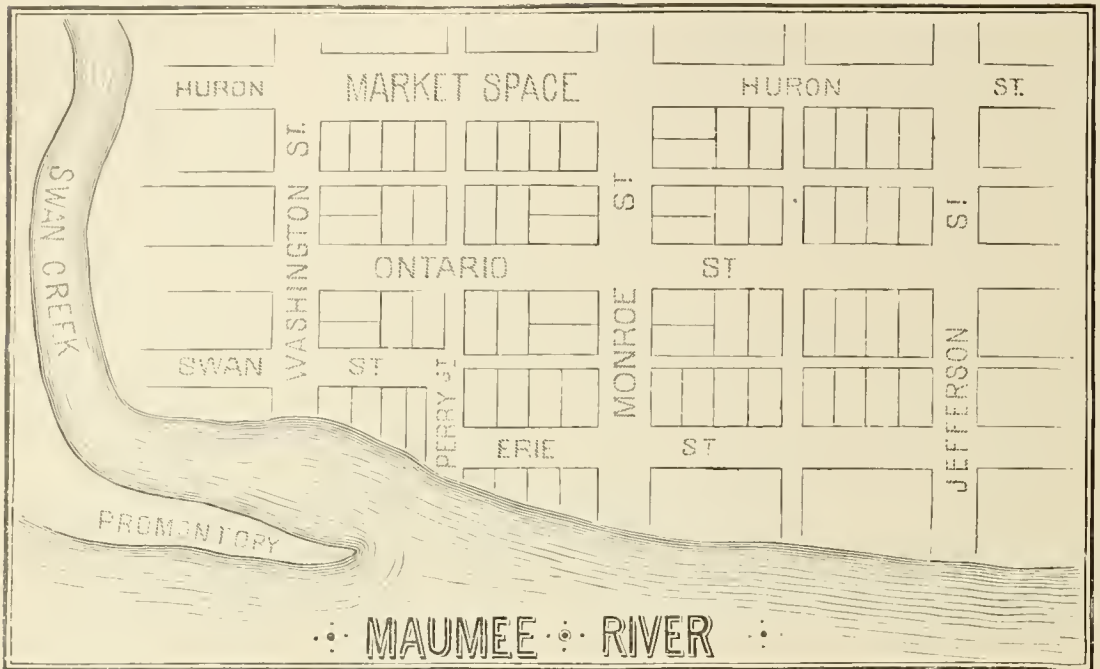 HURON MARKET SPACE HURON ST.
WASHINGTON ST.
SWAN CREEK
ST
ST
ONTARIO ST
MONROE
JEFFERSON
SWAN ST
PERRY ST
ERIE ST
PROMONTORY
MAUMEE RIVER